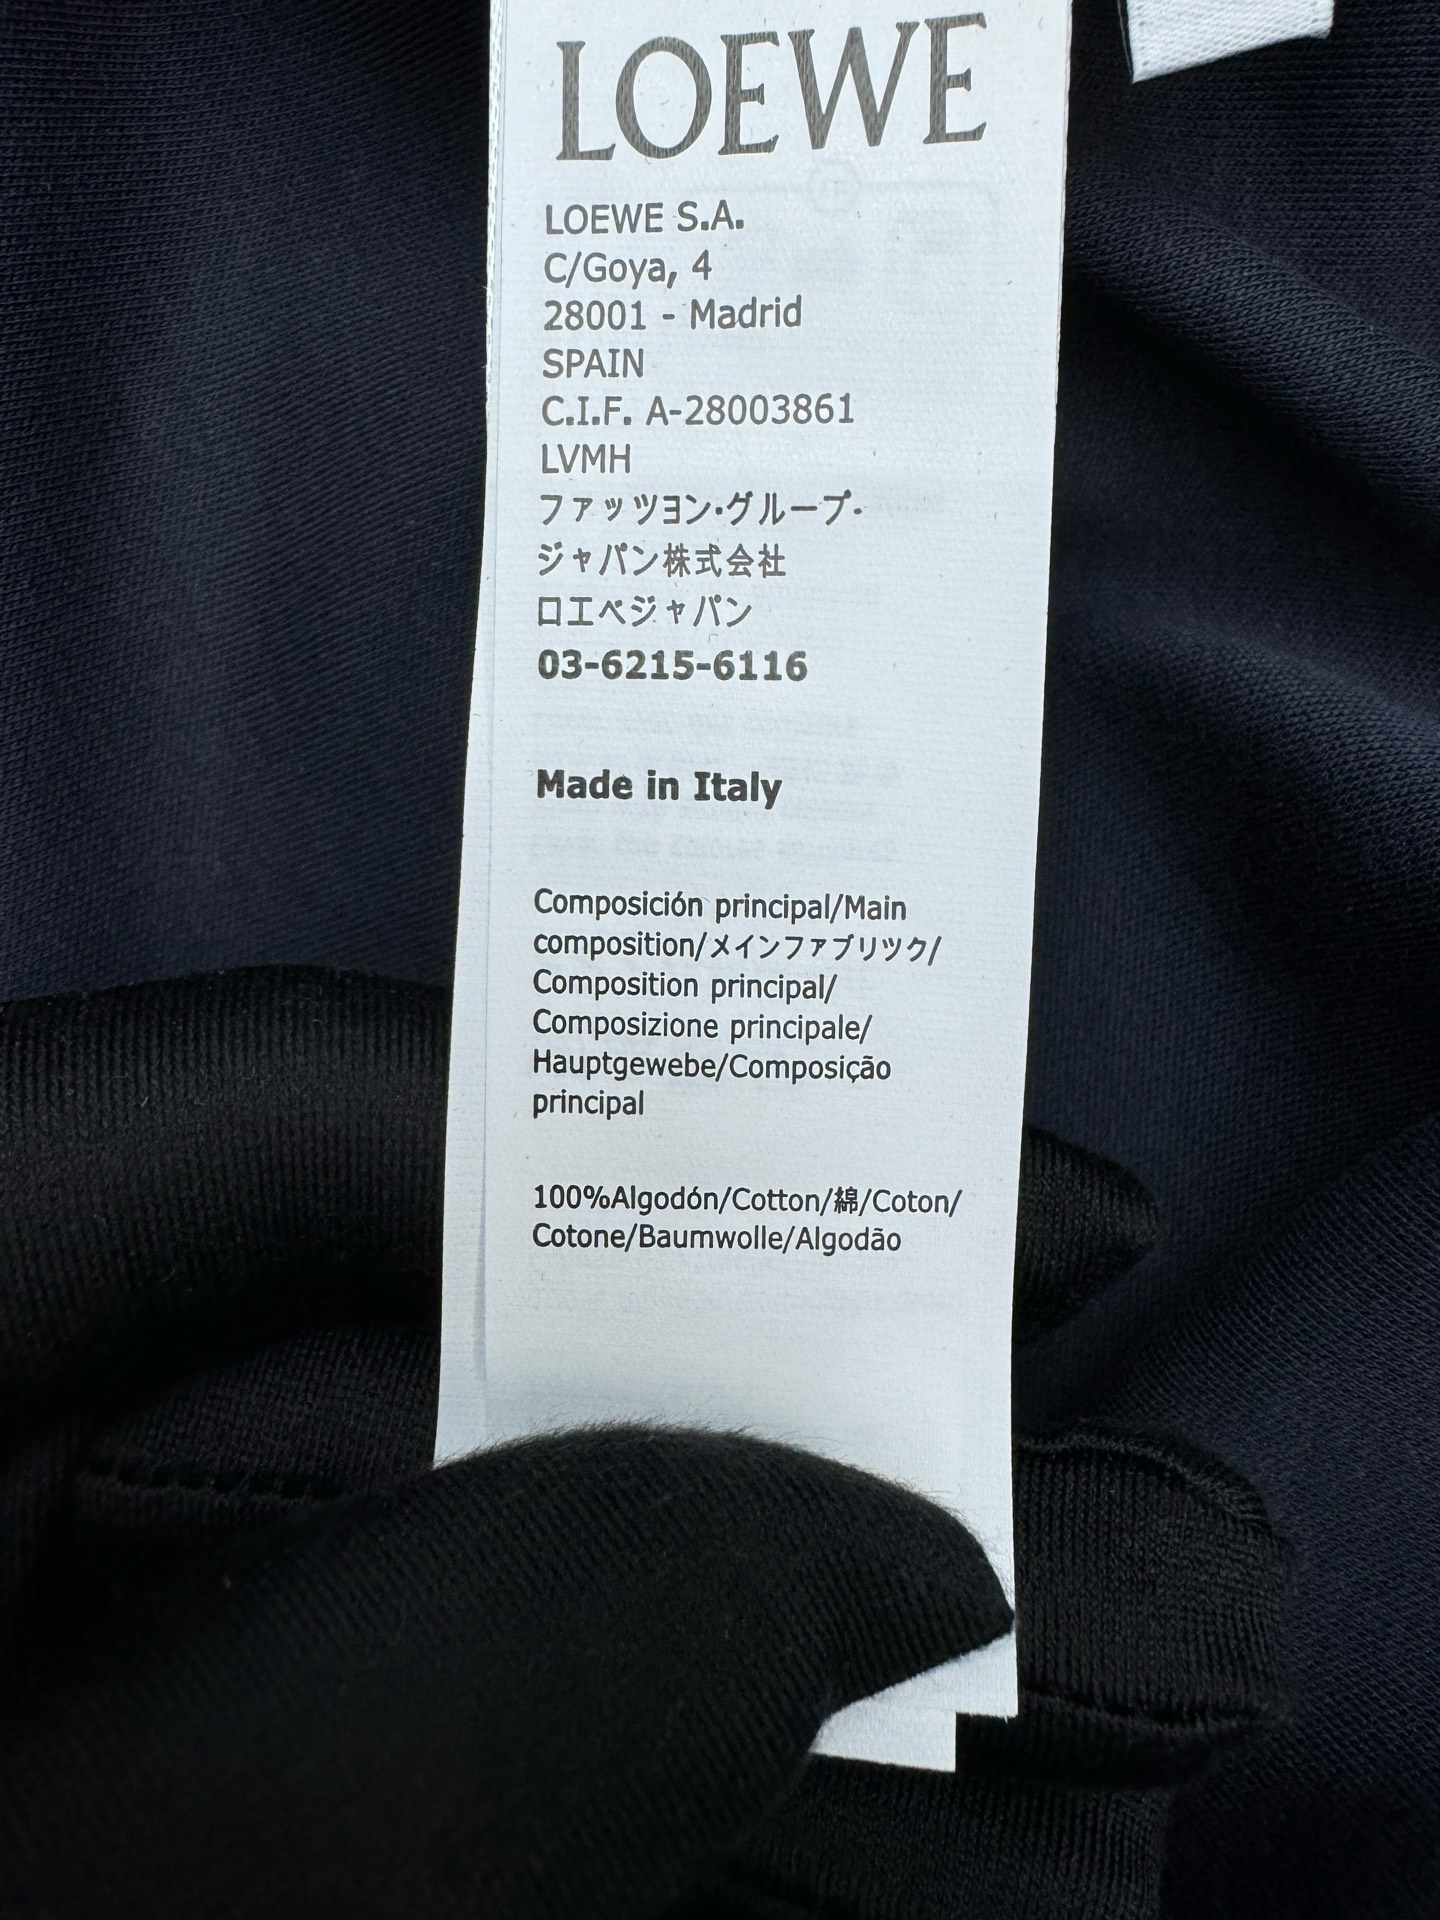 LOEWE
LOEWE S.A.
C/Goya, 4
28001 - Madrid
SPAIN
C.I.F. A-28003861
LVMH
ファッツヨン・グループ・
ジャパン株式会社
ロエベジャパン
03-6215-6116
Made in Italy
Composición principal/Main
composition/メインファブリツク/
Composition principal/
Composizione principale/
Hauptgewebe/Composição
principal
100%Algodón/Cotton/綿/Coton/
Cotone/Baumwolle/Algodão